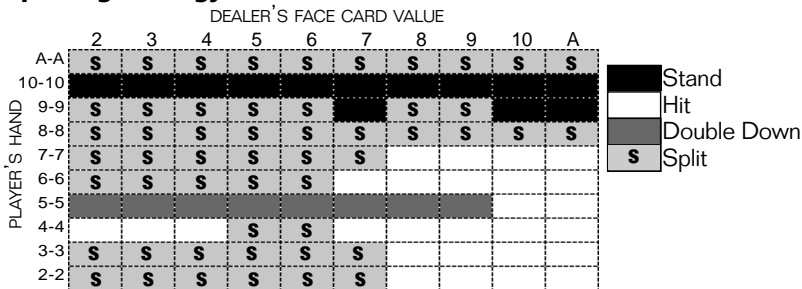 DEALER'S FACE CARD VALUE
2 3 4 5 6 7 8 9 10 A
PLAYER'S HAND
A-A S S S S S S S S S S
10-10
9-9 S S S S S S S
8-8 S S S S S S S S S S
7-7 S S S S S S
6-6 S S S S S
5-5
4-4 S S
3-3 S S S S S S
2-2 S S S S S S
Stand
Hit
Double Down
S Split